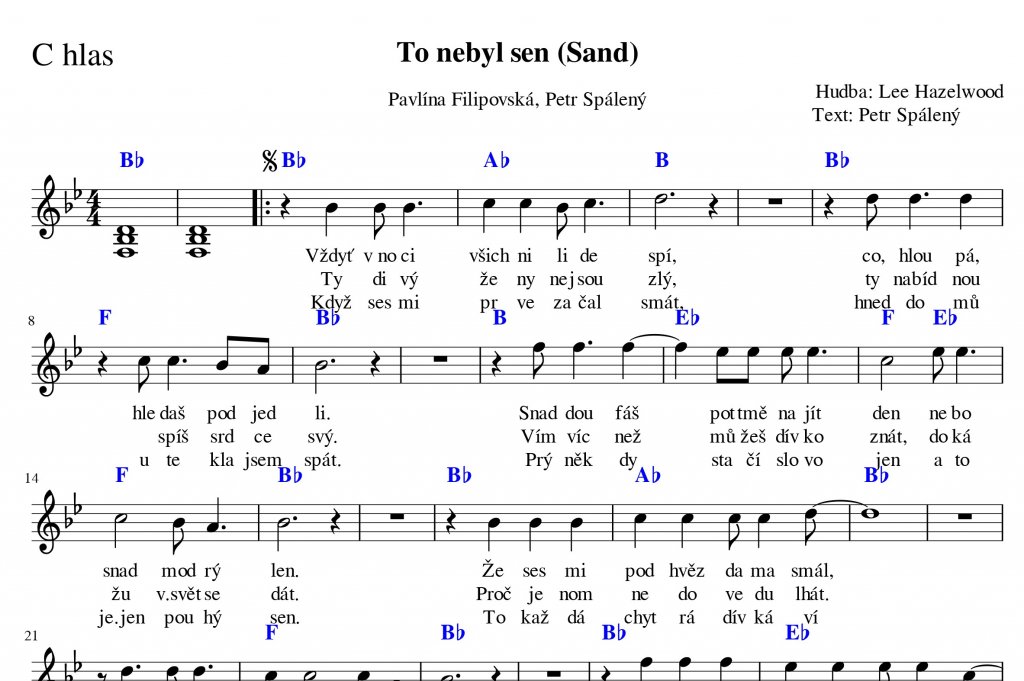 C hlas
To nebyl sen (Sand)
Pavlína Filipovská, Petr Spálený
Hudba: Lee Hazelwood
Text: Petr Spálený
B♭ B♭ A♭ B B♭
Vždyť v no ci všich ni li de spí, co, hlou pá,
Ty di vý že ny nej sou zlý, ty nabíd nou
Když ses mi pr ve za čal smát, hned do mů
8 F B♭ B E♭ F E♭
hle daš pod jed li. Snad dou fáš pot tmě na jít den ne bo
spíš srd ce svý. Vím víc než mů žeš dív ko znát, do ká
u te kla jsem spát. Prý něk dy sta čí slo vo jen a to
14 F B♭ B♭ A♭ B♭
snad mod rý len. Že ses mi pod hvěz da ma smál,
žu v.svět se dát. Proč je nom ne do ve du lhát.
je.jen pou hý sen. To kaž dá chyt rá dív ká ví
21 F B♭ B♭ E♭